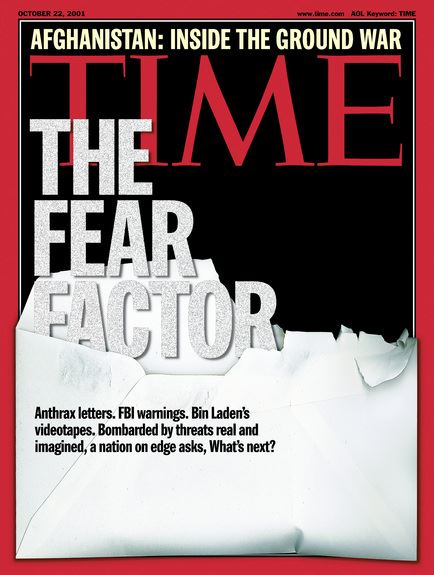 OCTOBER 22, 2001
www.time.com AOL Keyword: TIME
AFGHANISTAN: INSIDE THE GROUND WAR
TIME
THE
FEAR
FACTOR
Anthrax letters. FBI warnings. Bin Laden's
videotapes. Bombarded by threats real and
imagined, a nation on edge asks, What's next?